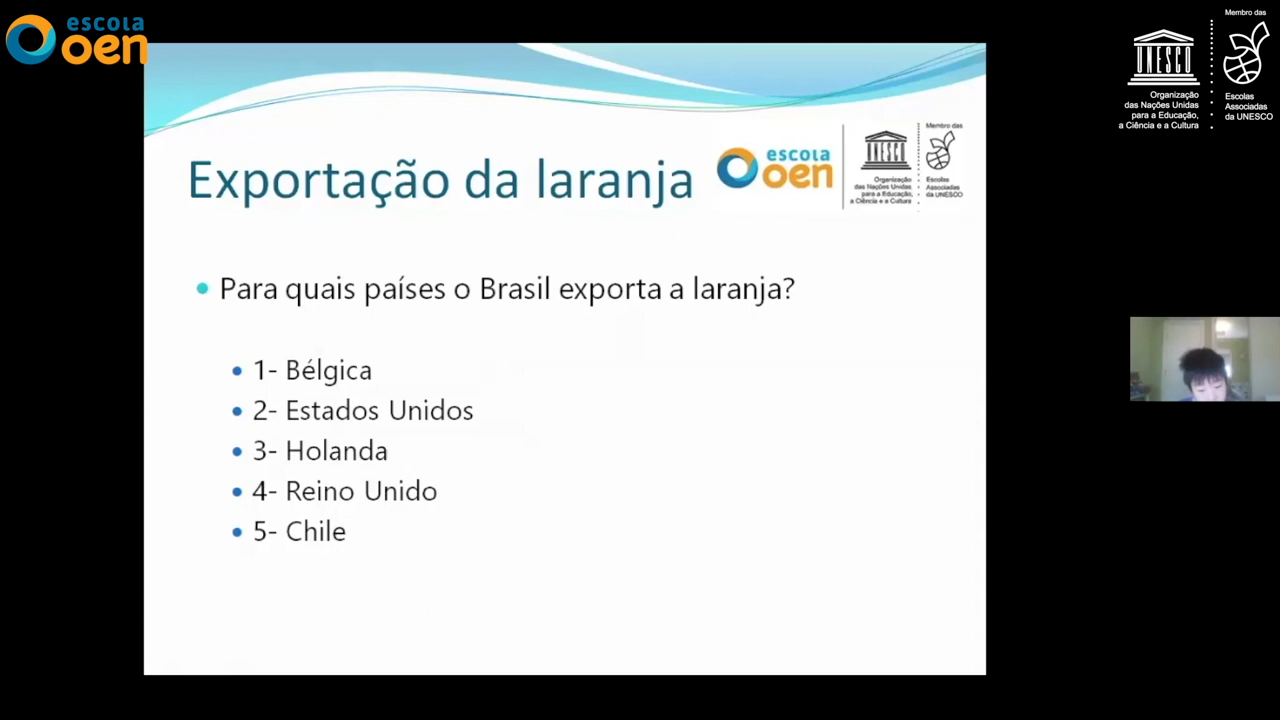 escola
oen
UNESCO
Organização
das Nações Unidas
para a Educação,
a Ciência e a Cultura
Membro das
Escolas
Associadas
da UNESCO
Exportação da laranja
escola
oen
UNESCO
Organização
das Nações Unidas
para a Educação,
a Ciência e a Cultura
Membro das
Escolas
Associadas
da UNESCO
Para quais países o Brasil exporta a laranja?
1- Bélgica
2- Estados Unidos
3- Holanda
4- Reino Unido
5- Chile